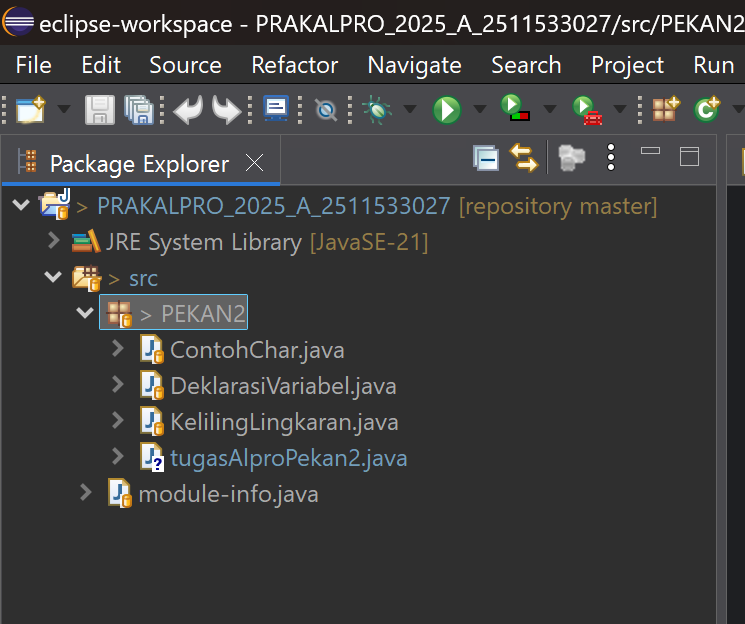 eclipse-workspace - PRAKALPRO_2025_A_2511533027/src/PEKAN2
File Edit Source Refactor Navigate Search Project Run
Package Explorer
> PRAKALPRO_2025_A_2511533027 [repository master]
JRE System Library [JavaSE-21]
> src
> PEKAN2
ContohChar.java
DeklarasiVariabel.java
KelilingLingkaran.java
tugasAlproPekan2.java
module-info.java